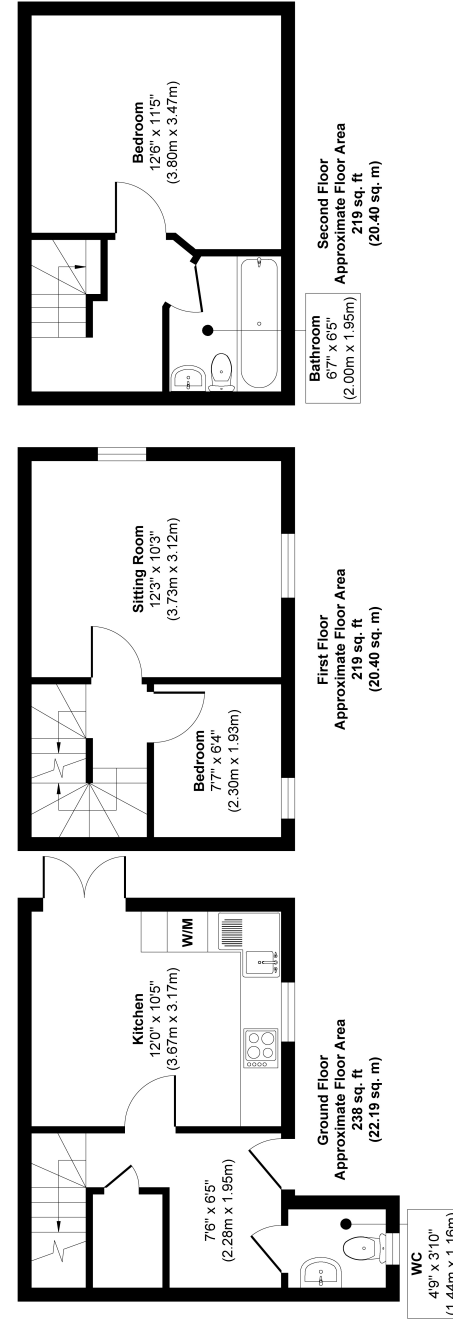 Kitchen
12'0" x 10'5"
(3.67m x 3.17m)
W/M
7'6" x 6'5"
(2.28m x 1.95m)
WC
4'9" x 3'10"
(1.44m x 1.16m)
Ground Floor
Approximate Floor Area
238 sq. ft
(22.19 sq. m)
Sitting Room
12'3" x 10'3"
(3.73m x 3.12m)
Bedroom
7'7" x 6'4"
(2.30m x 1.93m)
First Floor
Approximate Floor Area
219 sq. ft
(20.40 sq. m)
Bedroom
12'6" x 11'5"
(3.80m x 3.47m)
Bathroom
6'7" x 6'5"
(2.00m x 1.95m)
Second Floor
Approximate Floor Area
219 sq. ft
(20.40 sq. m)